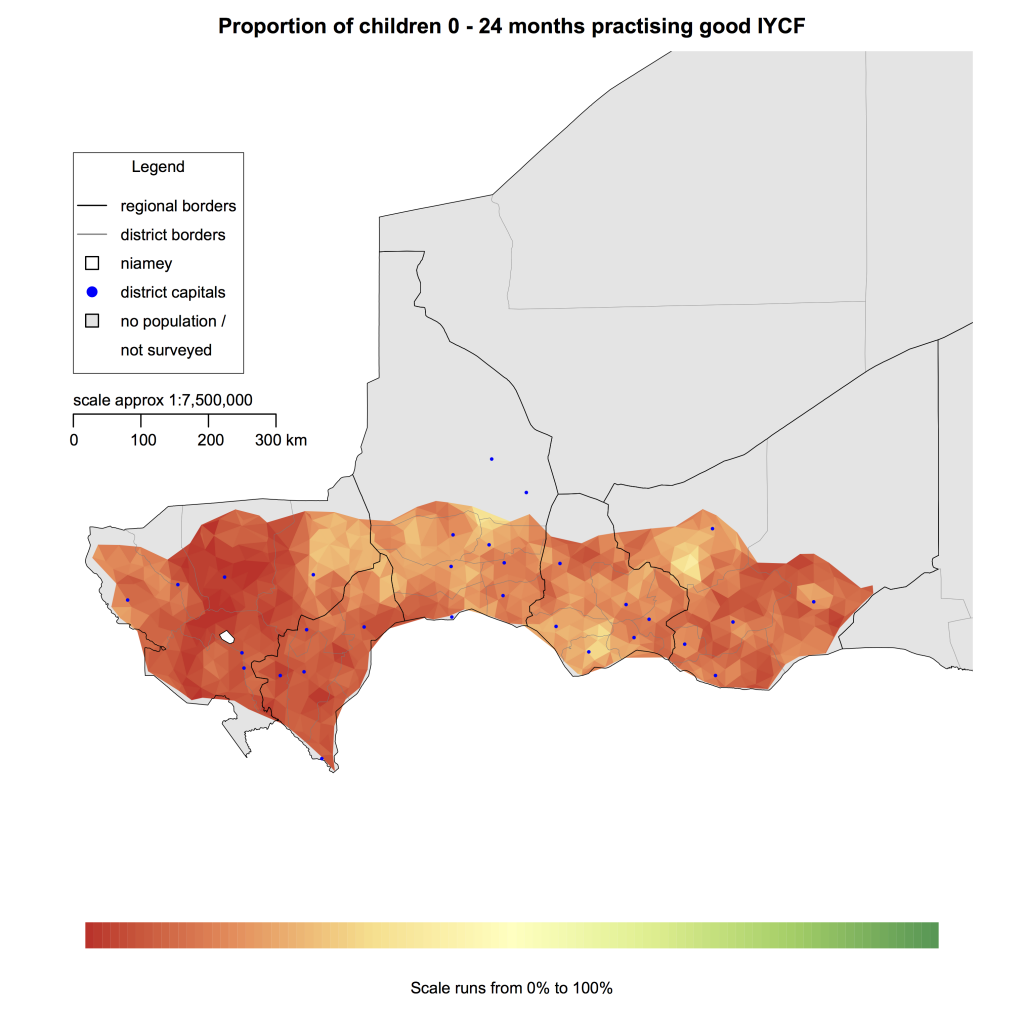 Proportion of children 0 - 24 months practising good IYCF
Legend
regional borders
district borders
niamey
district capitals
no population /
not surveyed
scale approx 1:7,500,000
0 100 200 300 km
Scale runs from 0% to 100%